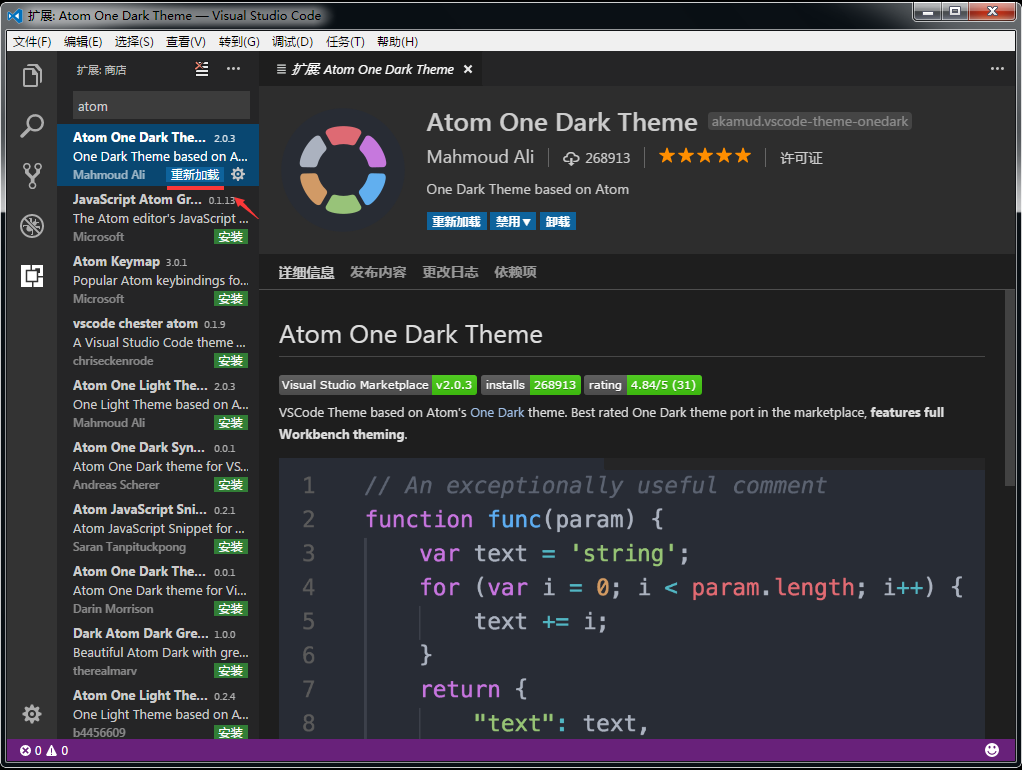 扩展: Atom One Dark Theme — Visual Studio Code
文件(F) 编辑(E) 选择(S) 查看(V) 转到(G) 调试(D) 任务(T) 帮助(H)
扩展: 商店
atom
Atom One Dark The... 2.0.3
One Dark Theme based on A...
Mahmoud Ali 重新加载
JavaScript Atom Gr... 0.1.13
The Atom editor's JavaScript ...
Microsoft 安装
Atom Keymap 3.0.1
Popular Atom keybindings fo...
Microsoft 安装
vscode chester atom 0.1.9
A Visual Studio Code theme ...
chriseckenrode 安装
Atom One Light The... 2.0.3
One Light Theme based on A...
Mahmoud Ali 安装
Atom One Dark Syn... 0.0.1
Atom One Dark theme for VS...
Andreas Scherer 安装
Atom JavaScript Sni... 0.2.1
Atom JavaScript Snippet for ...
Saran Tanpituckpong 安装
Atom One Dark The... 0.0.1
Atom One Dark theme for Vi...
Darin Morrison 安装
Dark Atom Dark Gre... 1.0.0
Beautiful Atom Dark with gre...
therealmarv 安装
Atom One Light The... 0.2.4
One Light Theme based on A...
b4456609 安装
扩展 Atom One Dark Theme
Atom One Dark Theme akamud.vscode-theme-onedark
Mahmoud Ali 268913 ★★★★★ 许可证
One Dark Theme based on Atom
重新加载 禁用▼ 卸载
详细信息 发布内容 更改日志 依赖项
Atom One Dark Theme
Visual Studio Marketplace v2.0.3 installs 268913 rating 4.84/5 (31)
VSCode Theme based on Atom's One Dark theme. Best rated One Dark theme port in the marketplace, features full
Workbench theming.
1 // An exceptionally useful comment
2 function func(param) {
3 var text = 'string';
4 for (var i = 0; i < param.length; i++) {
5 text += i;
6 }
7 return {
8 "text": text,
0 0